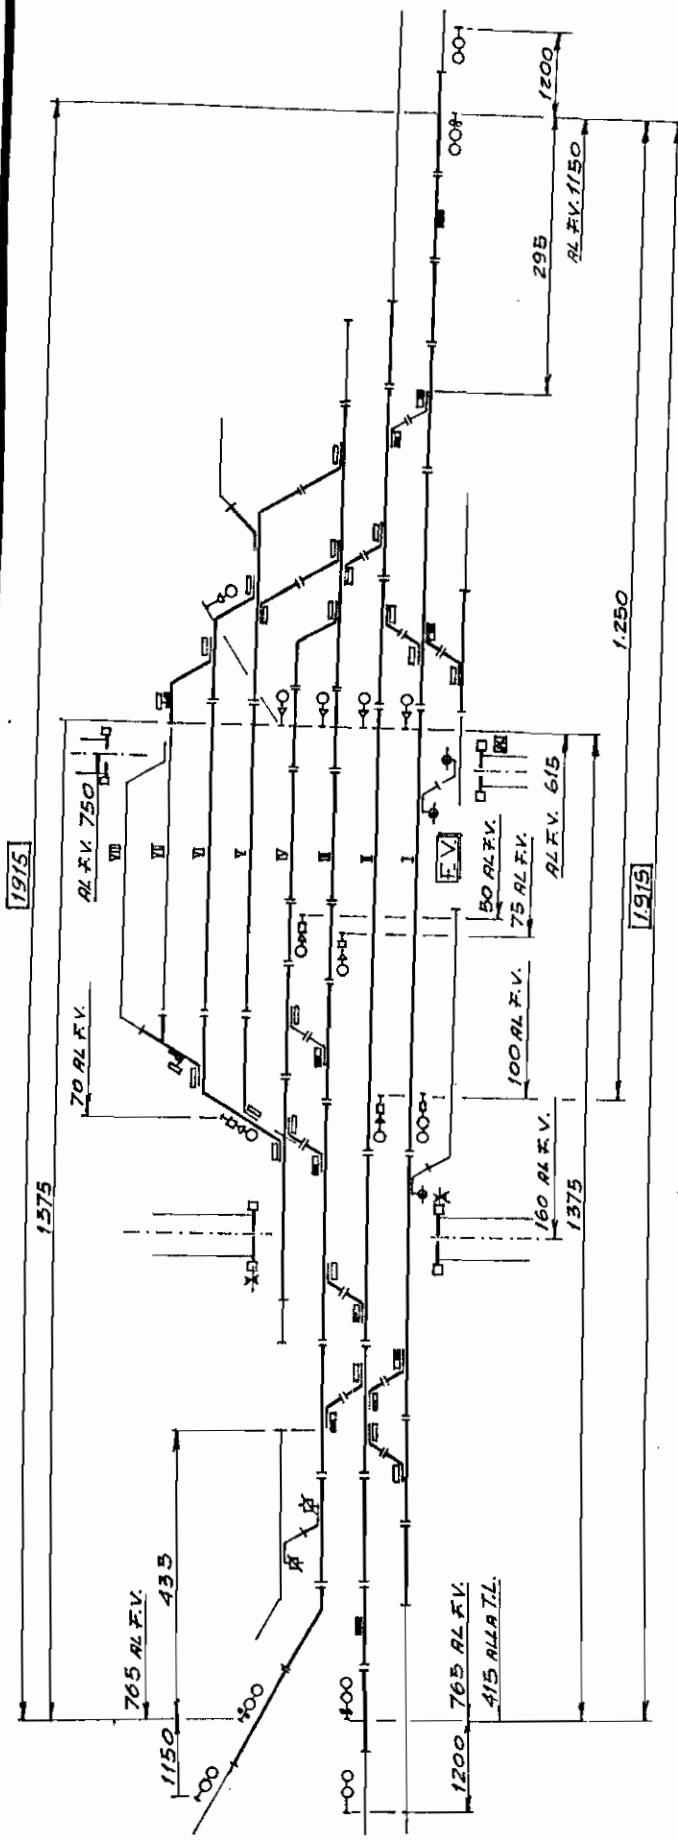 1200
1915
295
AL F.V. 1150
1.250
AL F.V. 750
VIII
VII
VI
V
IV
III
II
I
F.V.
50 AL F.V.
75 AL F.V.
AL F.V. 615
1.915
70 AL F.V.
100 AL F.V.
1375
160 AL F.V.
1375
433
765 AL F.V.
1150
765 AL F.V.
415 ALLA T.L.
1200